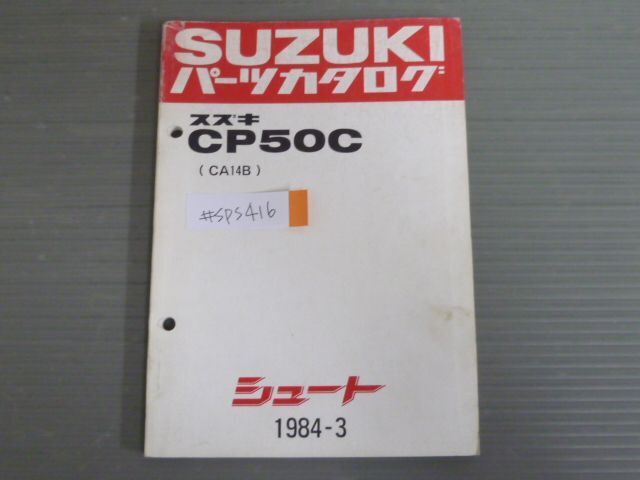 SUZUKI
パーツカタログ
スズキ
CP50C
(CA14B)
#SPS416
シュート
1984-3